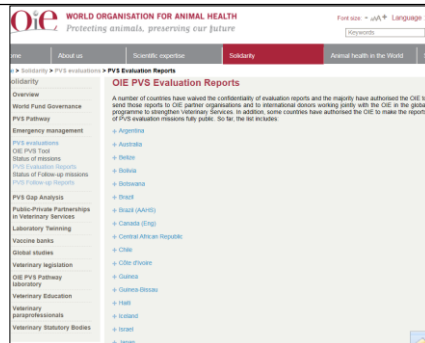 Oie
WORLD ORGANISATION FOR ANIMAL HEALTH
Protecting animals, preserving our future
Font size: - AA+ Language
Keywords
ome About us Scientific expertise Solidarity Animal health in the World
> Solidarity > PVS evaluations > PVS Evaluation Reports
olidarity
Overview
World Fund Governance
PVS Pathway
Emergency management
PVS evaluations
OIE PVS Tool
Status of missions
PVS Evaluation Reports
Status of Follow-up missions
PVS Follow-up Reports
PVS Gap Analysis
Public-Private Partnerships
in Veterinary Services
Laboratory Twinning
Vaccine banks
Global studies
Veterinary legislation
OIE PVS Pathway
laboratory
Veterinary Education
Veterinary
paraprofessionals
Veterinary Statutory Bodies
OIE PVS Evaluation Reports
A number of countries have waived the confidentiality of evaluation reports and the majority have authorised the OIE to
send those reports to OIE partner organisations and to international donors working jointly with the OIE in the global
programme to strengthen Veterinary Services. In addition, some countries have authorised the OIE to make the reports
of PVS evaluation missions fully public. So far, the list includes:
+ Argentina
+ Australia
+ Belize
+ Bolivia
+ Botswana
+ Brazil
+ Brazil (AAHS)
+ Canada (Eng)
+ Central African Republic
+ Chile
+ Côte d'Ivoire
+ Guinea
+ Guinea-Bissau
+ Haiti
+ Iceland
+ Israel
+ Japan